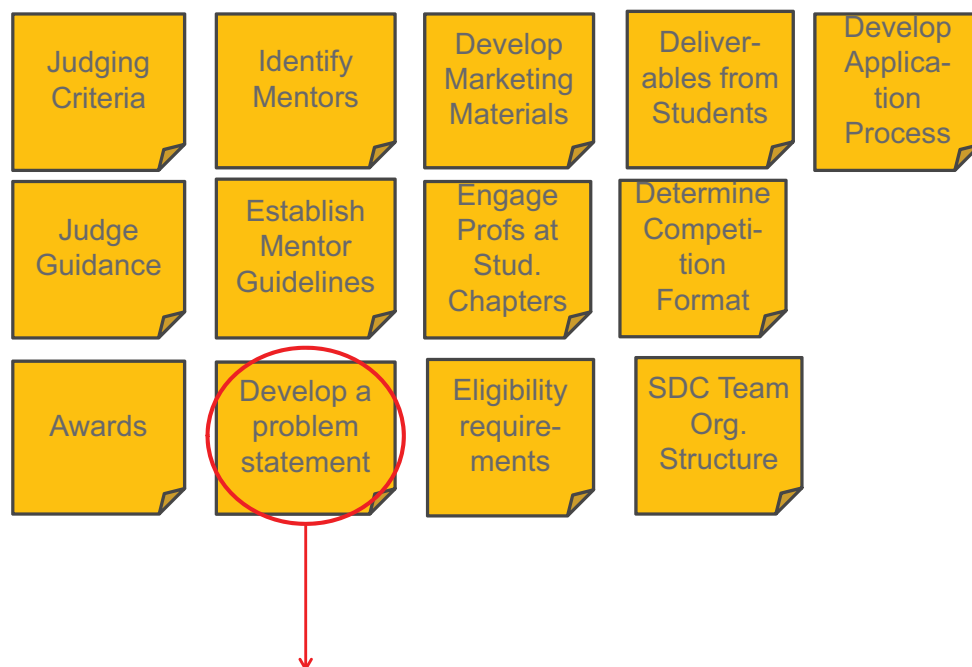 Judging
Criteria
Identify
Mentors
Develop
Marketing
Materials
Deliver-
ables from
Students
Develop
Applica-
tion
Process
Judge
Guidance
Establish
Mentor
Guidelines
Engage
Profs at
Stud.
Chapters
Determine
Competi-
tion
Format
Awards
Develop a
problem
statement
Eligibility
require-
ments
SDC Team
Org.
Structure